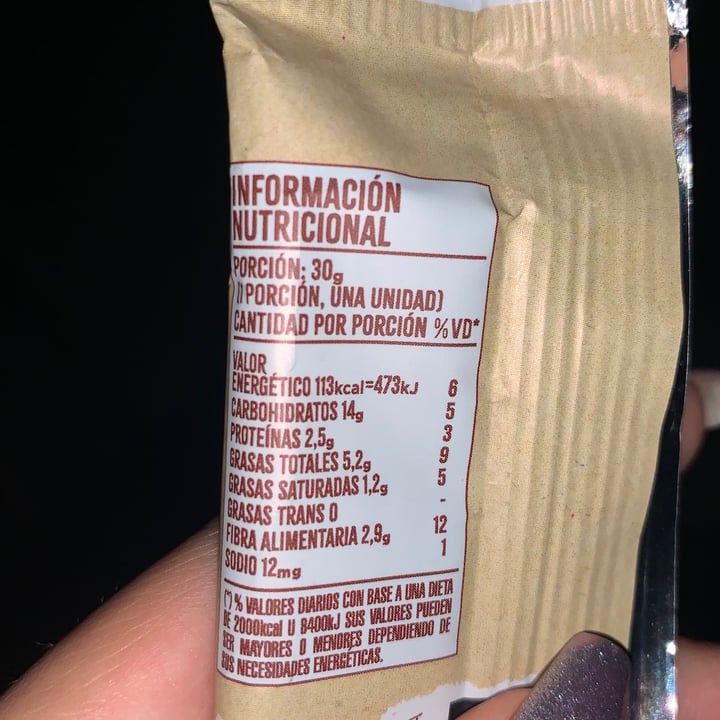 INFORMACIÓN
NUTRICIONAL
PORCIÓN: 30g
(1 PORCIÓN, UNA UNIDAD)
CANTIDAD POR PORCIÓN %VD*
VALOR
ENERGÉTICO 113kcal=473kJ 6
CARBOHIDRATOS 14g 5
PROTEÍNAS 2,5g 3
GRASAS TOTALES 5,2g 9
GRASAS SATURADAS 1,2g 5
GRASAS TRANS 0 -
FIBRA ALIMENTARIA 2,9g 12
SODIO 12mg 1
(*) % VALORES DIARIOS CON BASE A UNA DIETA
DE 2000kcal U 8400kJ SUS VALORES PUEDEN
SER MAYORES O MENORES DEPENDIENDO DE
SUS NECESIDADES ENERGÉTICAS.